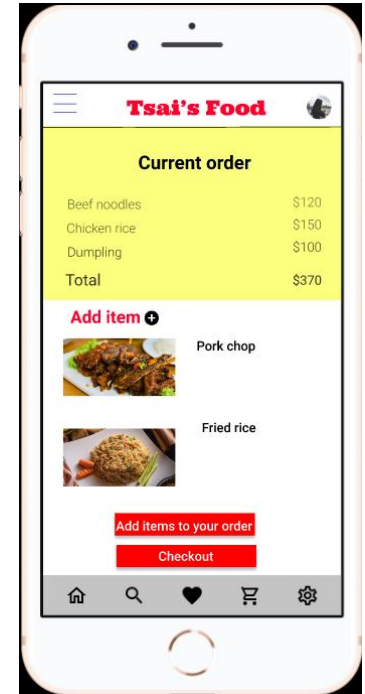 Tsai's Food
Current order
Beef noodles $120
Chicken rice $150
Dumpling $100
Total $370
Add item
Pork chop
Fried rice
Add items to your order
Checkout